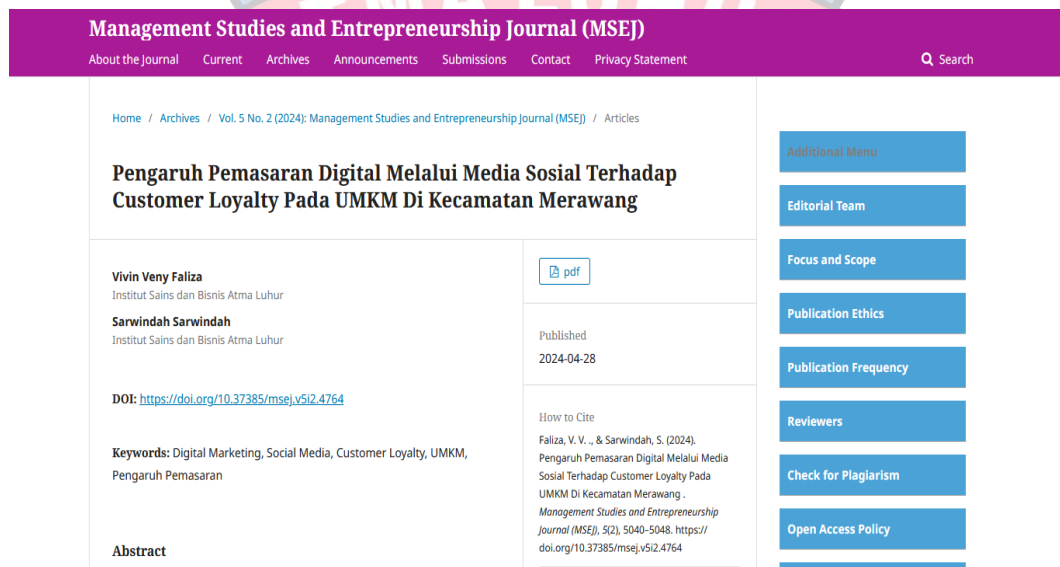 Management Studies and Entrepreneurship Journal (MSEJ)
About the Journal Current Archives Announcements Submissions Contact Privacy Statement Search
Home / Archives / Vol. 5 No. 2 (2024): Management Studies and Entrepreneurship Journal (MSEJ) / Articles
Pengaruh Pemasaran Digital Melalui Media Sosial Terhadap
Customer Loyalty Pada UMKM Di Kecamatan Merawang
Vivin Veny Faliza
Institut Sains dan Bisnis Atma Luhur
Sarwindah Sarwindah
Institut Sains dan Bisnis Atma Luhur
DOI: https://doi.org/10.37385/msej.v5i2.4764
Keywords: Digital Marketing, Social Media, Customer Loyalty, UMKM,
Pengaruh Pemasaran
Abstract
pdf
Published
2024-04-28
How to Cite
Faliza, V. V. ., & Sarwindah, S. (2024).
Pengaruh Pemasaran Digital Melalui Media
Sosial Terhadap Customer Loyalty Pada
UMKM Di Kecamatan Merawang .
Management Studies and Entrepreneurship
Journal (MSEJ), 5(2), 5040–5048. https://
doi.org/10.37385/msej.v5i2.4764
Additional Menu
Editorial Team
Focus and Scope
Publication Ethics
Publication Frequency
Reviewers
Check for Plagiarism
Open Access Policy